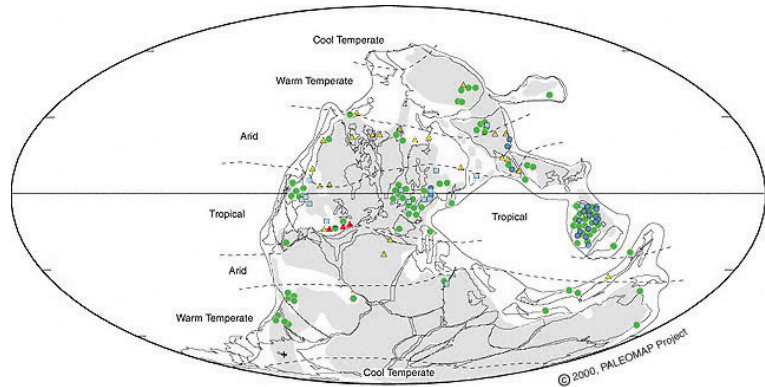 Cool Temperate
Warm Temperate
Arid
Tropical
Tropical
Arid
Warm Temperate
Cool Temperate
© 2000, PALEOMAP Project